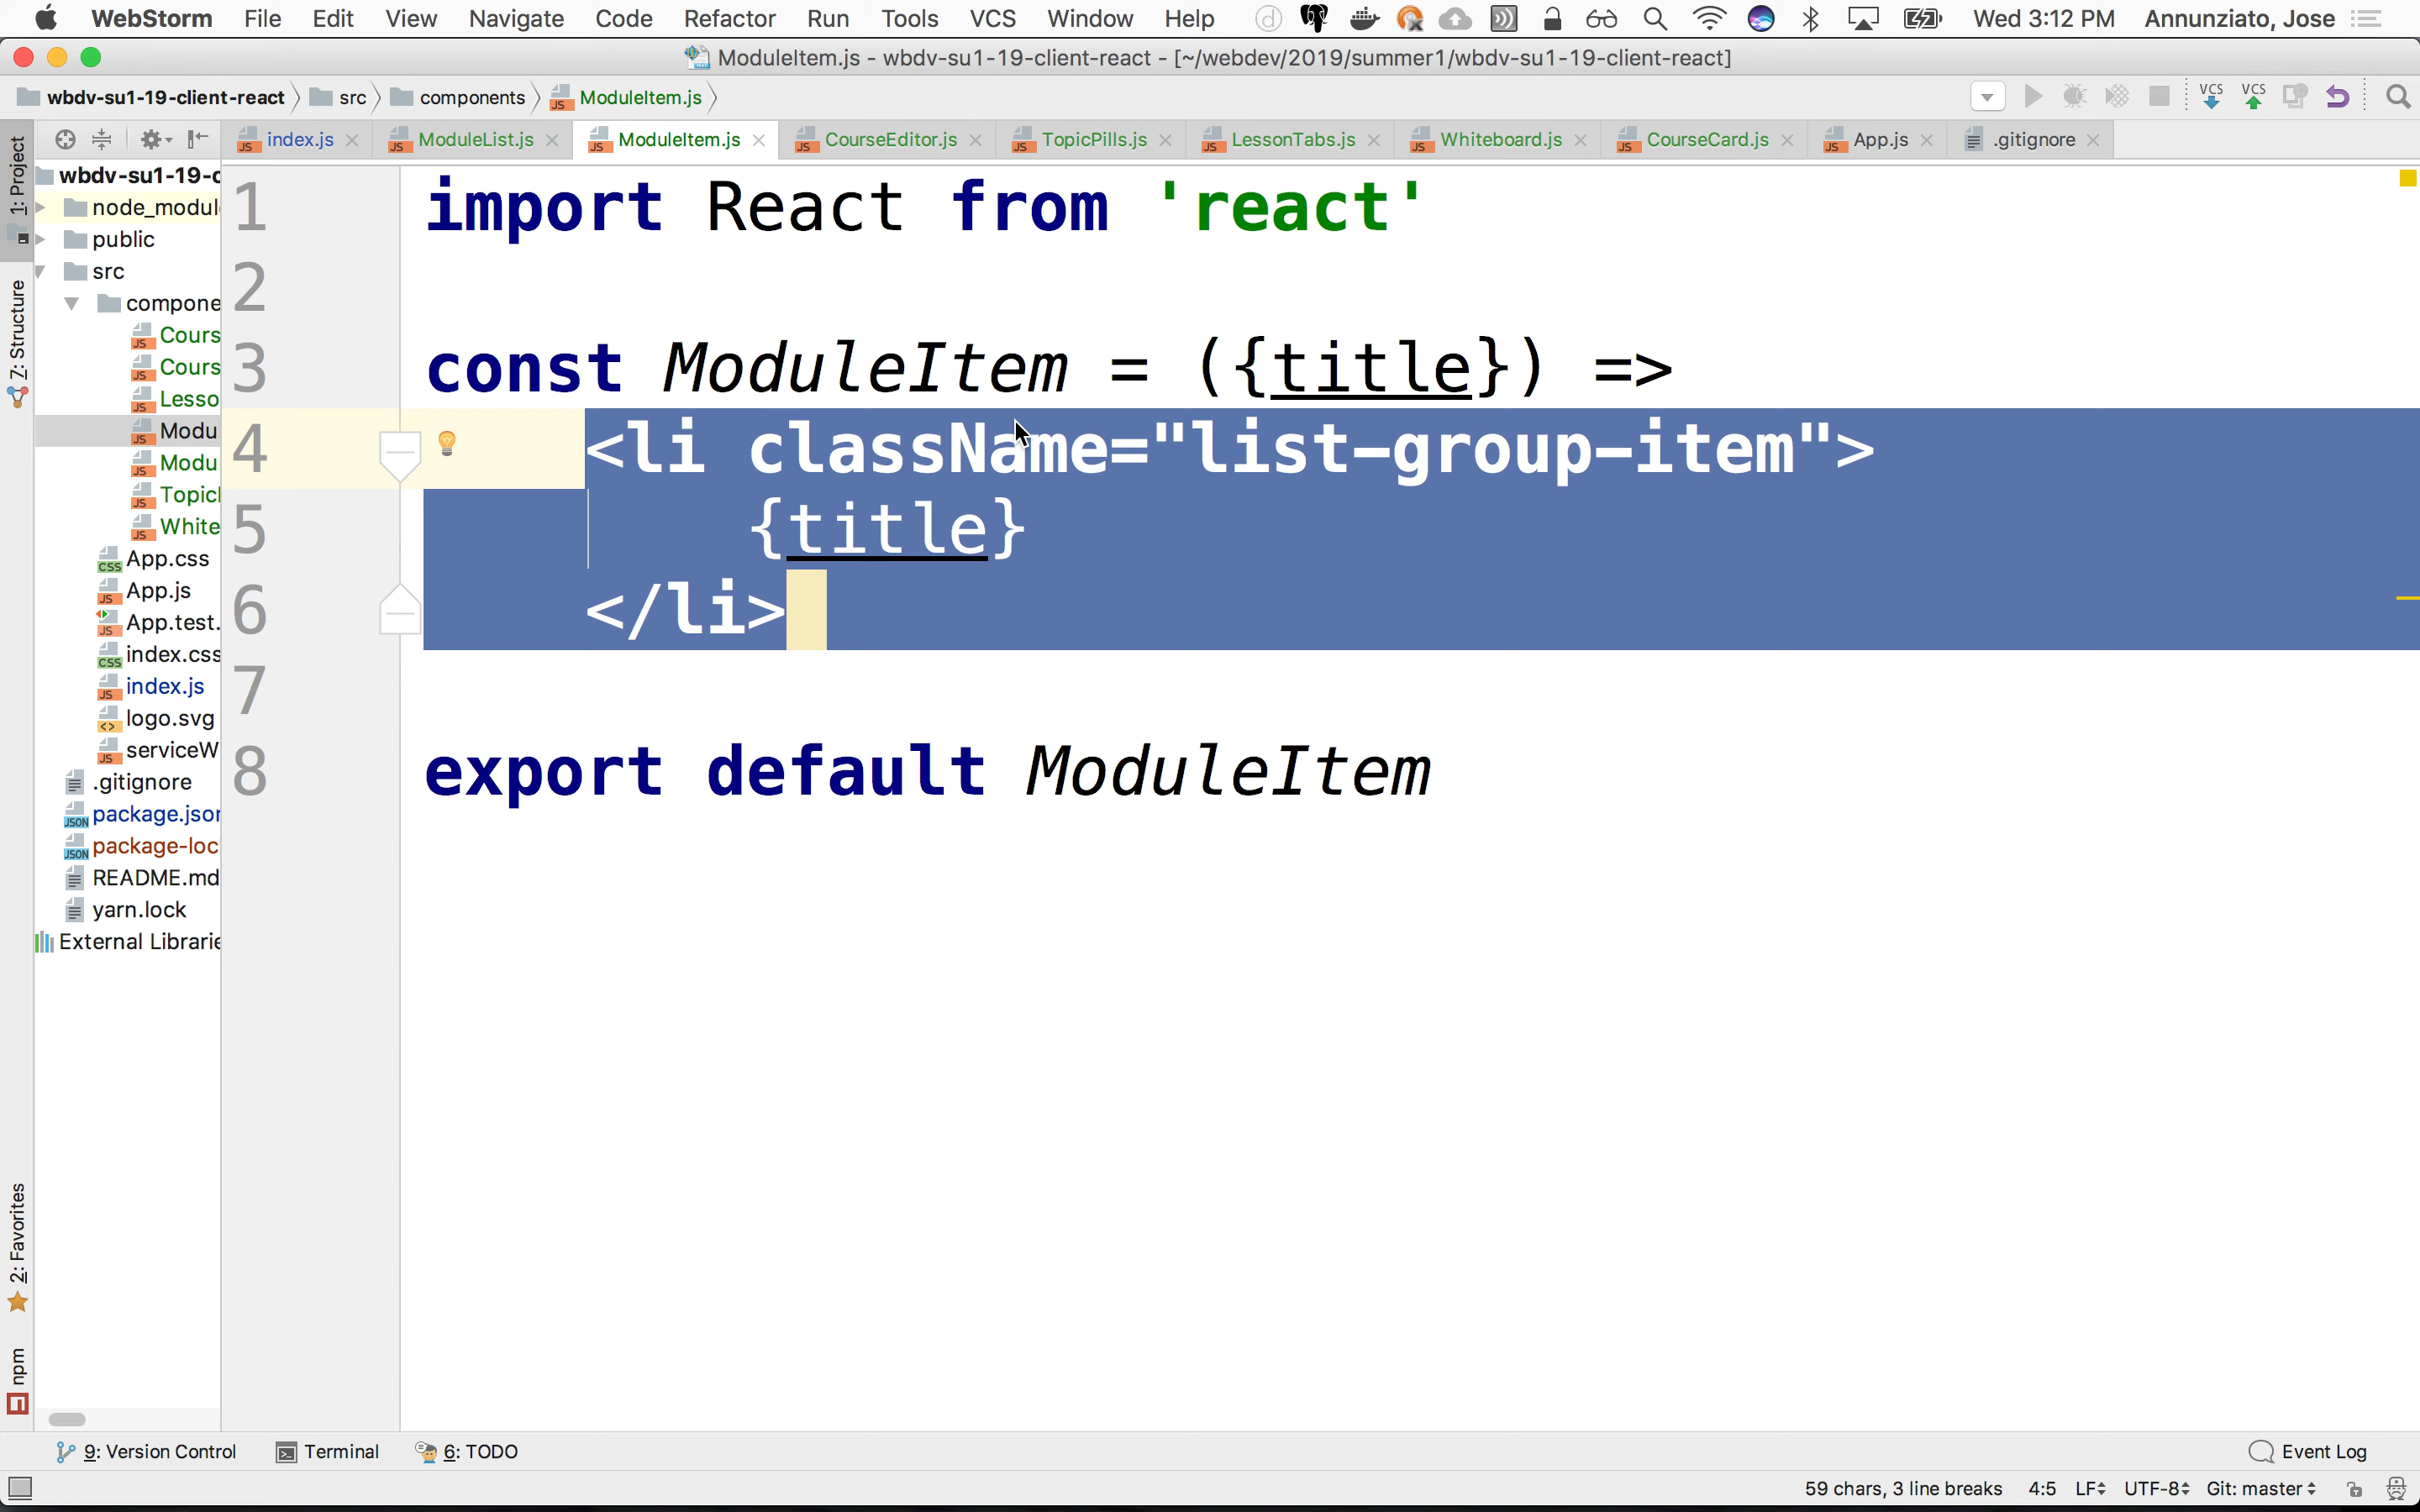 WebStorm File Edit View Navigate Code Refactor Run Tools VCS Window Help Wed 3:12 PM Annunziato, Jose
ModuleItem.js - wbdv-su1-19-client-react - [~/webdev/2019/summer1/wbdv-su1-19-client-react]
wbdv-su1-19-client-react src components ModuleItem.js VCS VCS
index.js ModuleList.js ModuleItem.js CourseEditor.js TopicPills.js LessonTabs.js Whiteboard.js CourseCard.js App.js .gitignore
1: Project
7: Structure
2: Favorites
npm
wbdv-su1-19-c
node_modul
public
src
compone
Cours
Cours
Lesso
Modu
Modu
Topic
White
App.css
App.js
App.test.
index.css
index.js
logo.svg
serviceW
.gitignore
package.json
package-loc
README.md
yarn.lock
External Librarie
1 import React from 'react'
2
3 const ModuleItem = ({title}) =>
4 <li className="list-group-item">
5 {title}
6 </li>
7
8 export default ModuleItem
9: Version Control Terminal 6: TODO Event Log
59 chars, 3 line breaks 4:5 LF UTF-8 Git: master